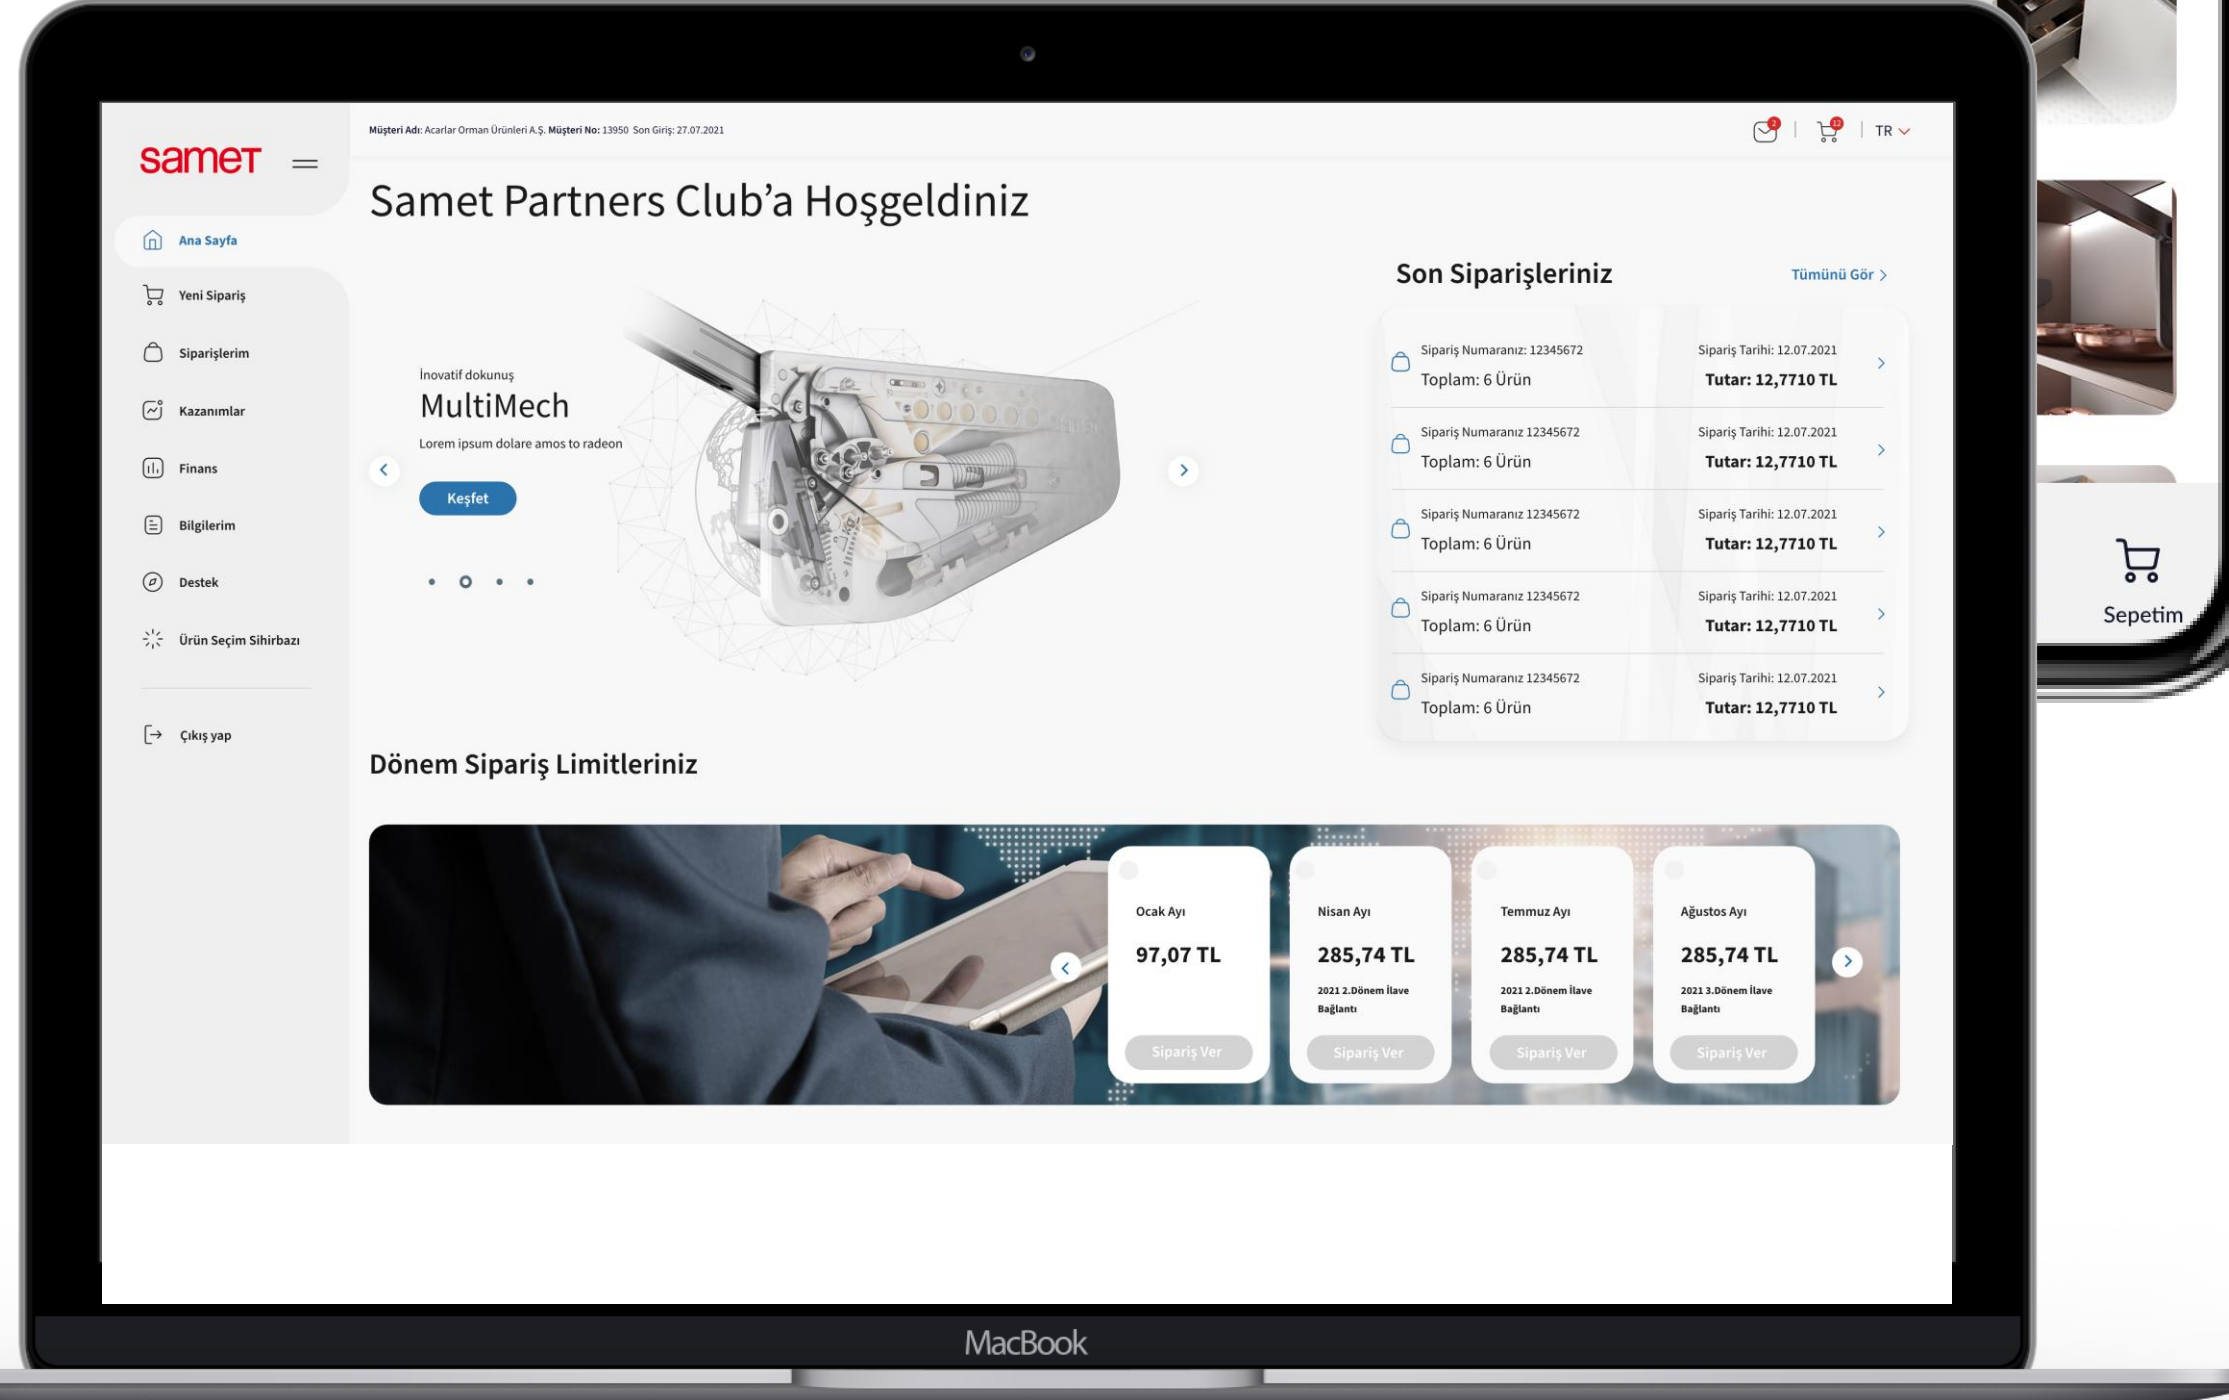 samet
Müşteri Adı: Acarlar Orman Ürünleri A.Ş. Müşteri No: 13950 Son Giriş: 27.07.2021
2
12
TR
Samet Partners Club’a Hoşgeldiniz
Ana Sayfa
Yeni Sipariş
Siparişlerim
Kazanımlar
Finans
Bilgilerim
Destek
Ürün Seçim Sihirbazı
Çıkış yap
İnovatif dokunuş
MultiMech
Lorem ipsum dolare amos to radeon
Keşfet
Son Siparişleriniz
Tümünü Gör
Sipariş Numaranız: 12345672
Sipariş Tarihi: 12.07.2021
Toplam: 6 Ürün
Tutar: 12,7710 TL
Sipariş Numaranız 12345672
Sipariş Tarihi: 12.07.2021
Toplam: 6 Ürün
Tutar: 12,7710 TL
Sipariş Numaranız 12345672
Sipariş Tarihi: 12.07.2021
Toplam: 6 Ürün
Tutar: 12,7710 TL
Sipariş Numaranız 12345672
Sipariş Tarihi: 12.07.2021
Toplam: 6 Ürün
Tutar: 12,7710 TL
Sipariş Numaranız 12345672
Sipariş Tarihi: 12.07.2021
Toplam: 6 Ürün
Tutar: 12,7710 TL
Dönem Sipariş Limitleriniz
Ocak Ayı
97,07 TL
Sipariş Ver
Nisan Ayı
285,74 TL
2021 2.Dönem İlave
Bağlantı
Sipariş Ver
Temmuz Ayı
285,74 TL
2021 2.Dönem İlave
Bağlantı
Sipariş Ver
Ağustos Ayı
285,74 TL
2021 3.Dönem İlave
Bağlantı
Sipariş Ver
Sepetim
MacBook